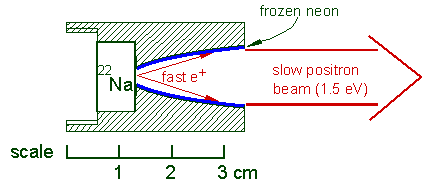 frozen neon
22
Na
fast e+
slow positron
beam (1.5 eV)
scale
1 2 3 cm